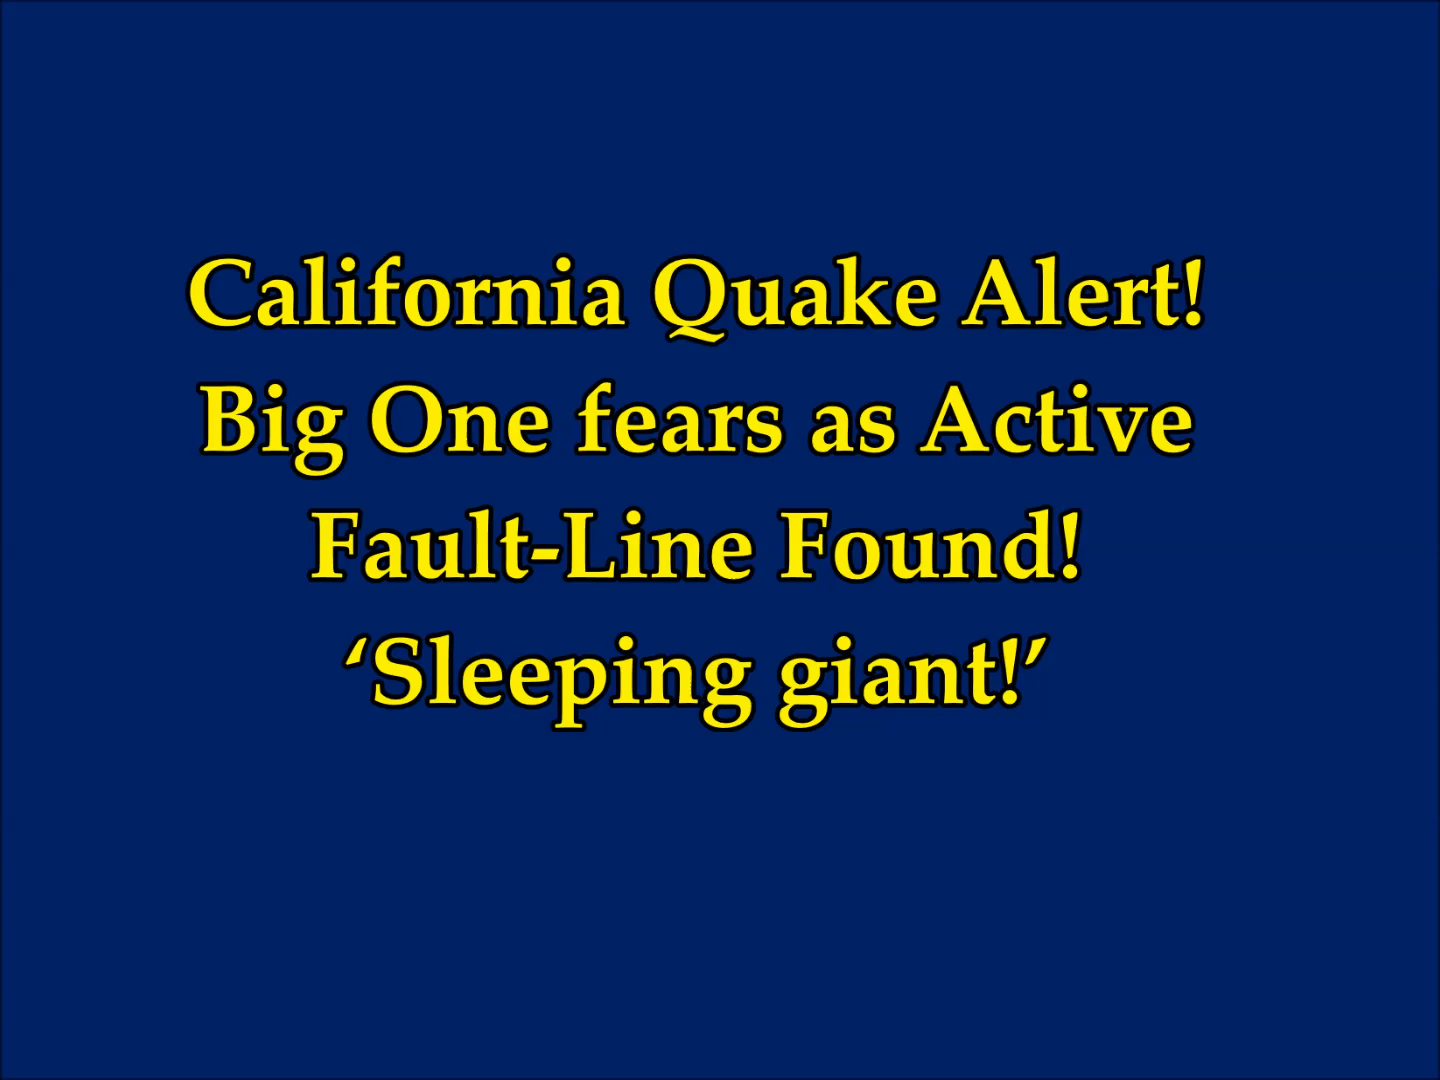 California Quake Alert!
Big One fears as Active
Fault-Line Found!
‘Sleeping giant!’